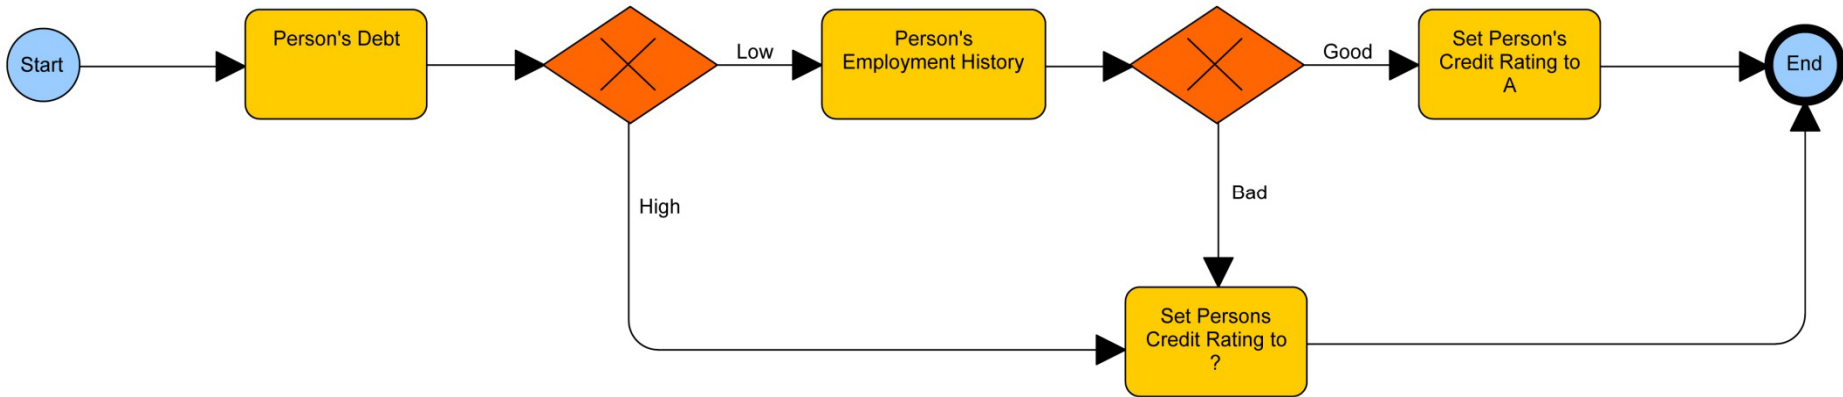 Start
Person's Debt
Low
Person's
Employment History
Good
Set Person's
Credit Rating to
A
End
High
Bad
Set Persons
Credit Rating to
?